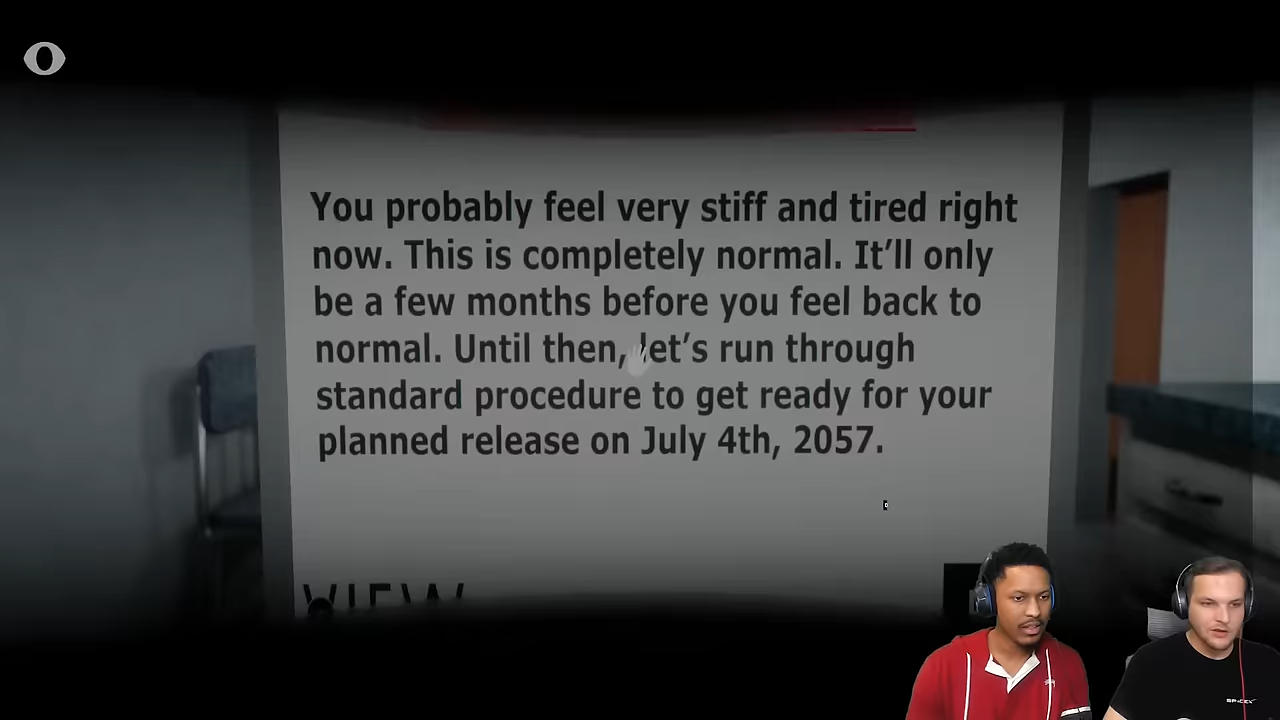 You probably feel very stiff and tired right
now. This is completely normal. It’ll only
be a few months before you feel back to
normal. Until then, let’s run through
standard procedure to get ready for your
planned release on July 4th, 2057.
VIEW